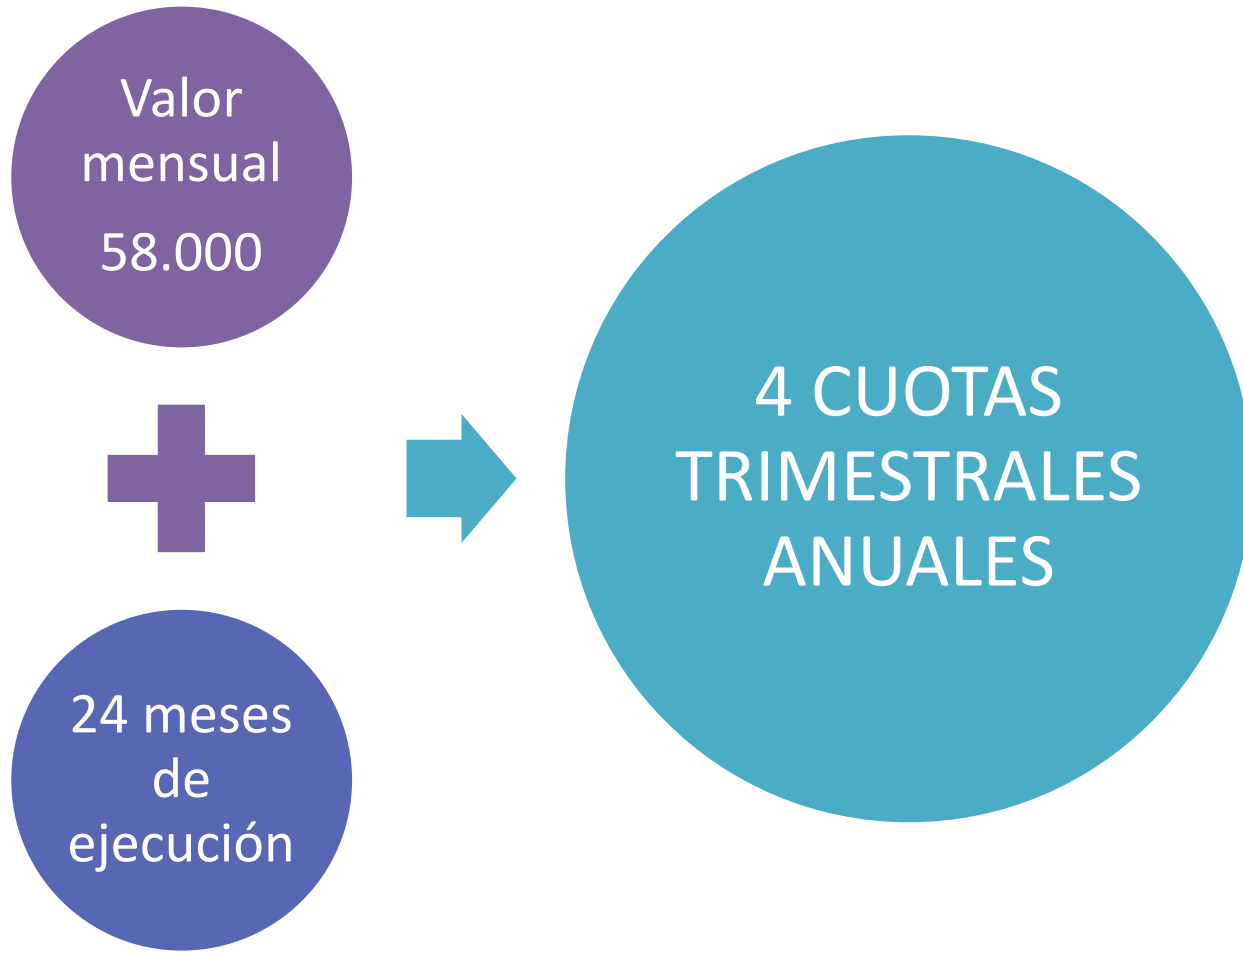 Valor
mensual
58.000
24 meses
de
ejecución
4 CUOTAS
TRIMESTRALES
ANUALES